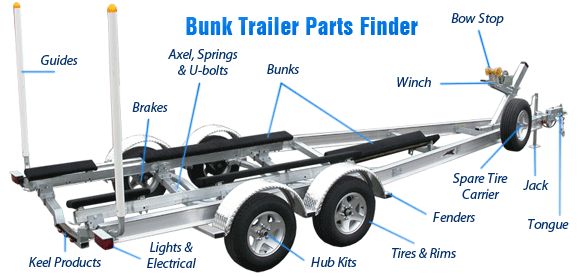 Bunk Trailer Parts Finder
Bow Stop
Guides
Axel, Springs
& U-bolts
Bunks
Winch
Brakes
Spare Tire
Carrier
Jack
Tongue
Fenders
Tires & Rims
Hub Kits
Lights &
Electrical
Keel Products